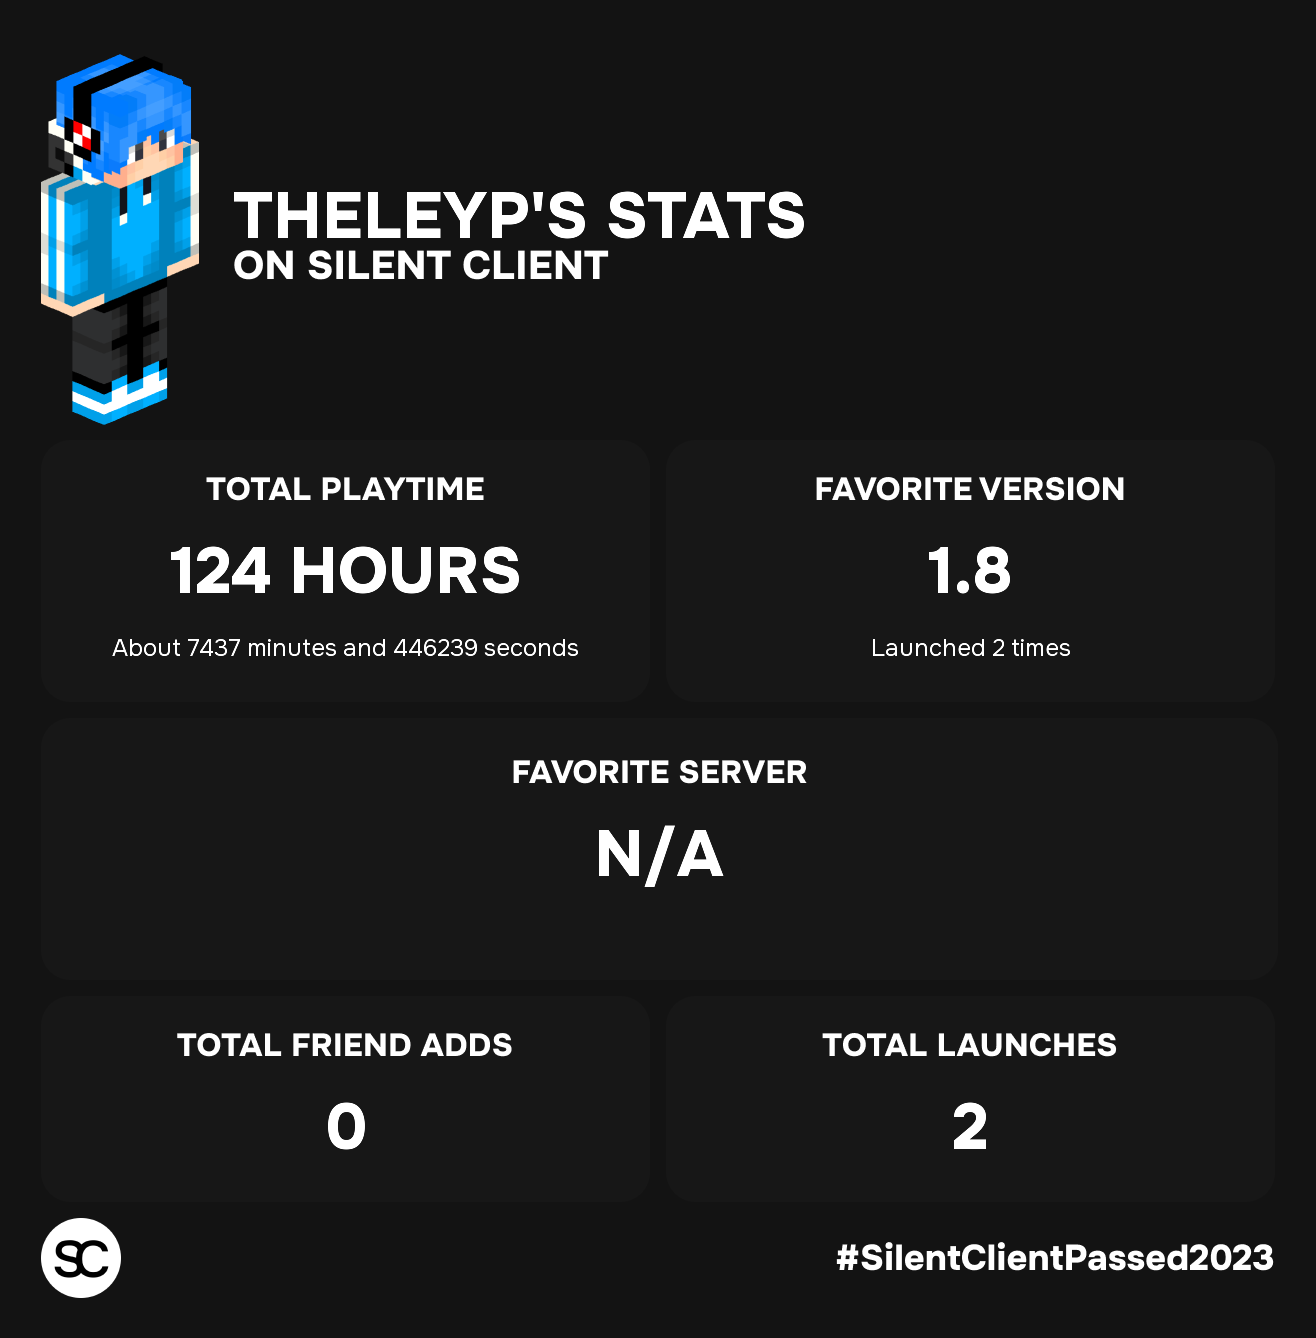 THELEYP'S STATS
ON SILENT CLIENT
TOTAL PLAYTIME
124 HOURS
About 7437 minutes and 446239 seconds
FAVORITE VERSION
1.8
Launched 2 times
FAVORITE SERVER
N/A
TOTAL FRIEND ADDS
0
TOTAL LAUNCHES
2
SC
#SilentClientPassed2023